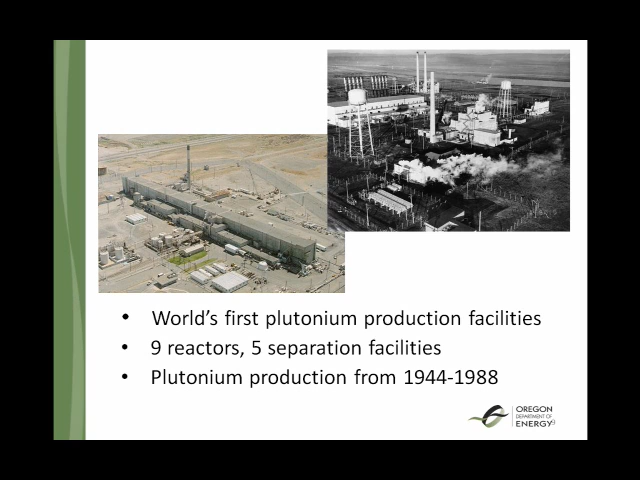 • World's first plutonium production facilities
• 9 reactors, 5 separation facilities
• Plutonium production from 1944-1988
OREGON
DEPARTMENT OF
ENERGY